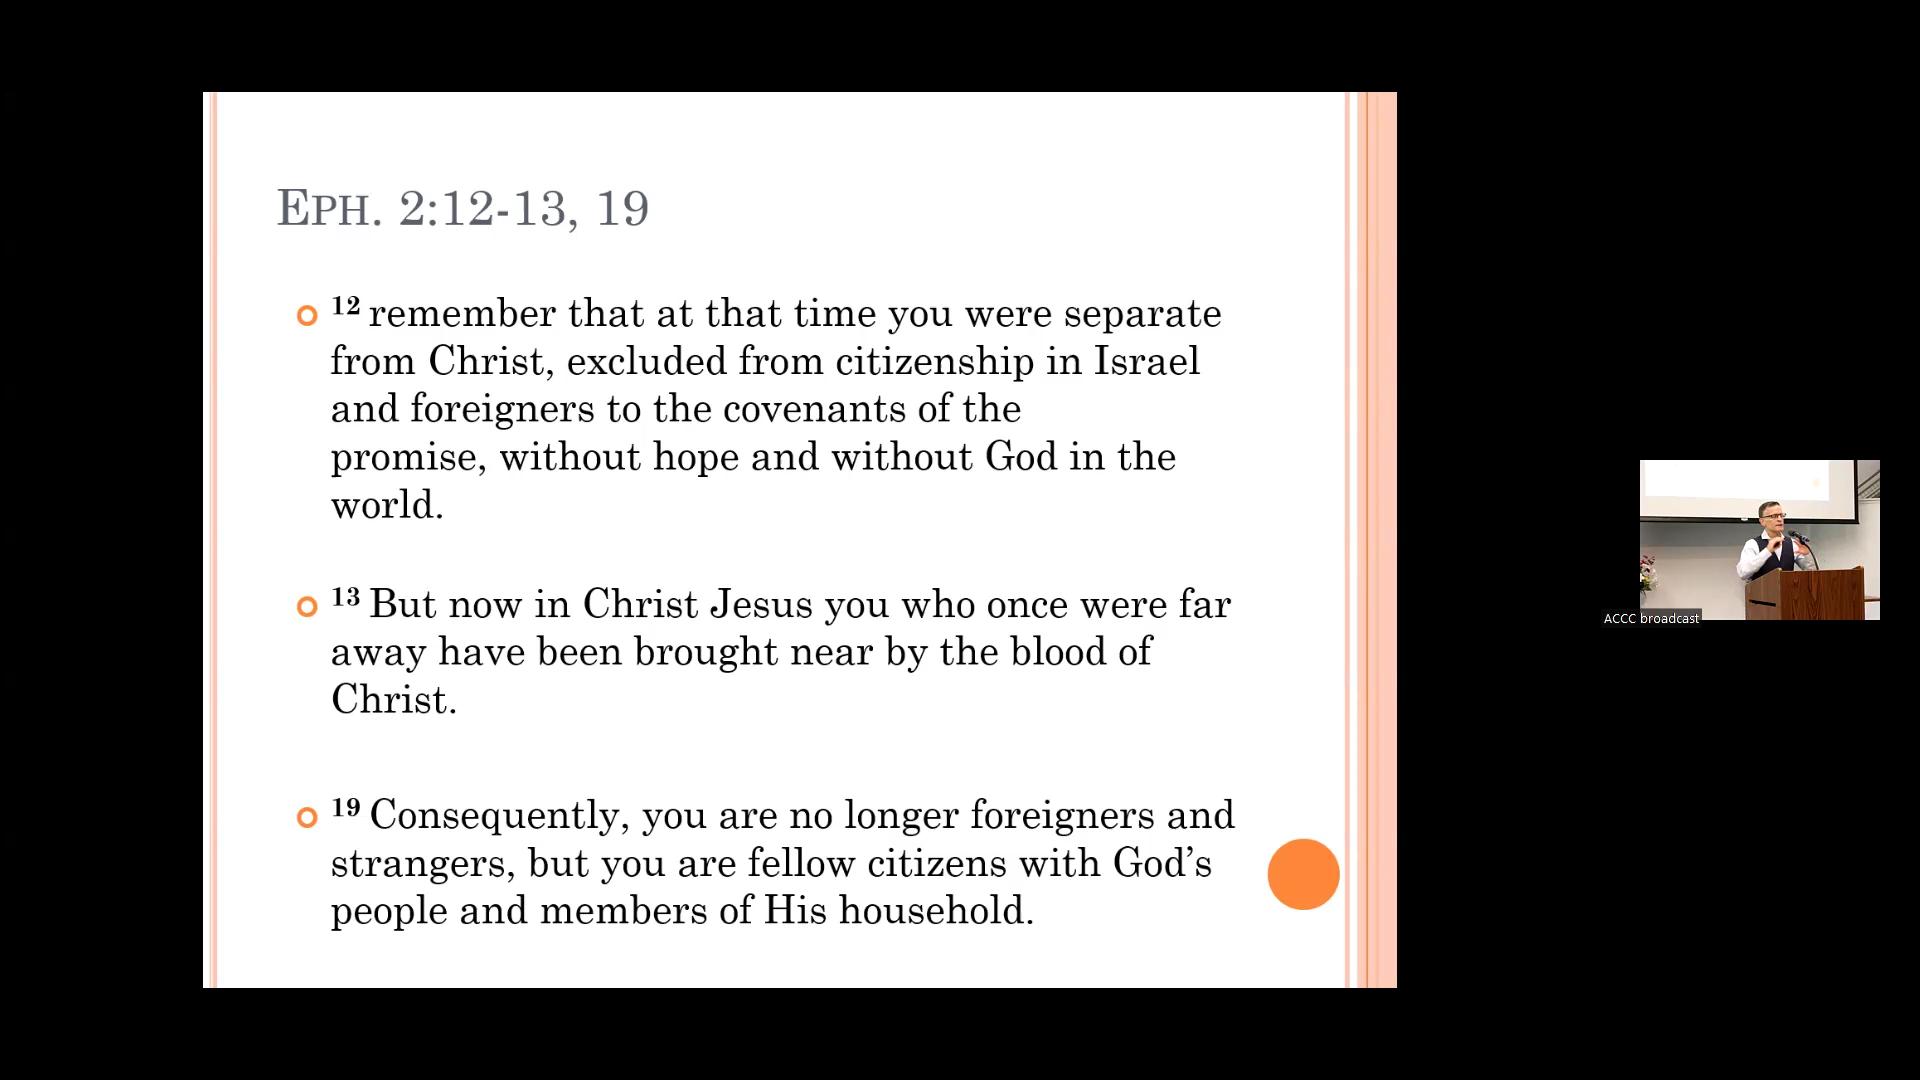 EPH. 2:12-13, 19
12 remember that at that time you were separate
from Christ, excluded from citizenship in Israel
and foreigners to the covenants of the
promise, without hope and without God in the
world.
13 But now in Christ Jesus you who once were far
away have been brought near by the blood of
Christ.
19 Consequently, you are no longer foreigners and
strangers, but you are fellow citizens with God’s
people and members of His household.
ACCC broadcast